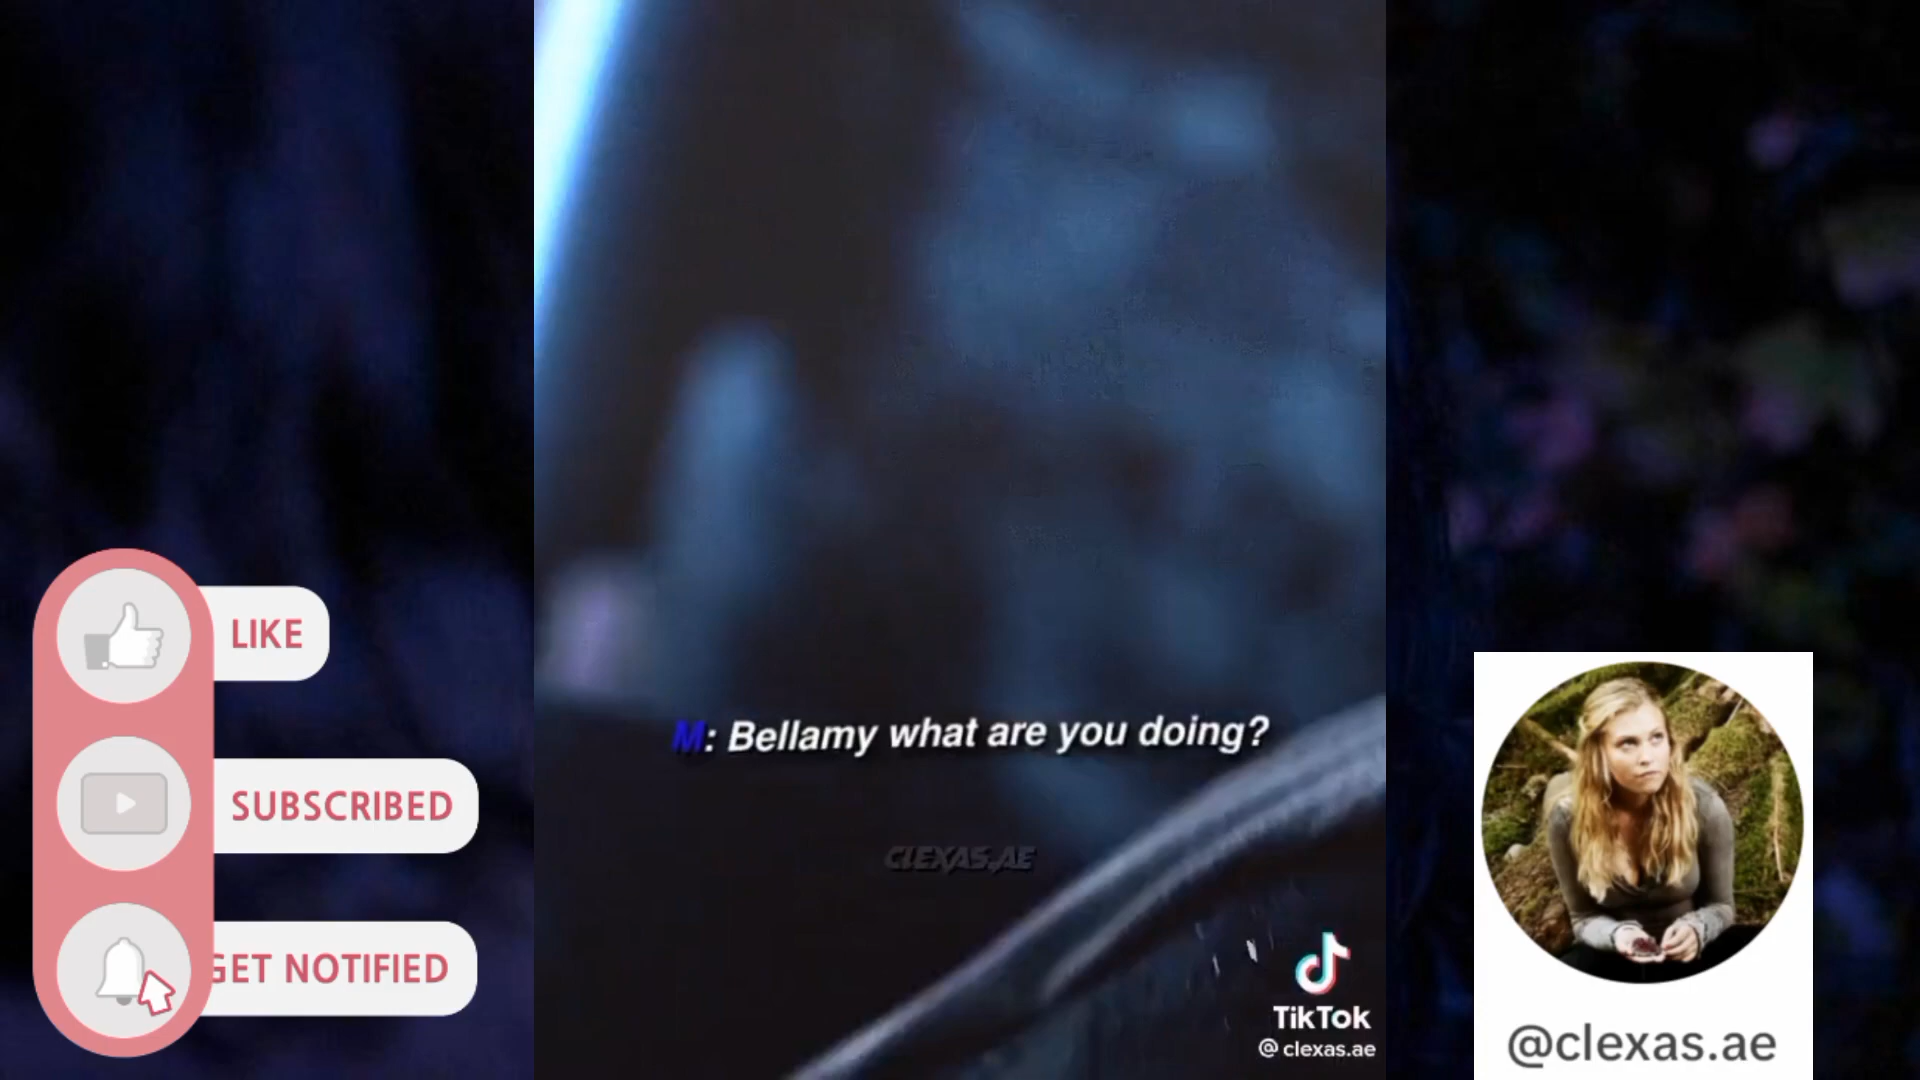 LIKE
SUBSCRIBED
GET NOTIFIED
M: Bellamy what are you doing?
CLEXAS.AE
TikTok
@clexas.ae
@clexas.ae